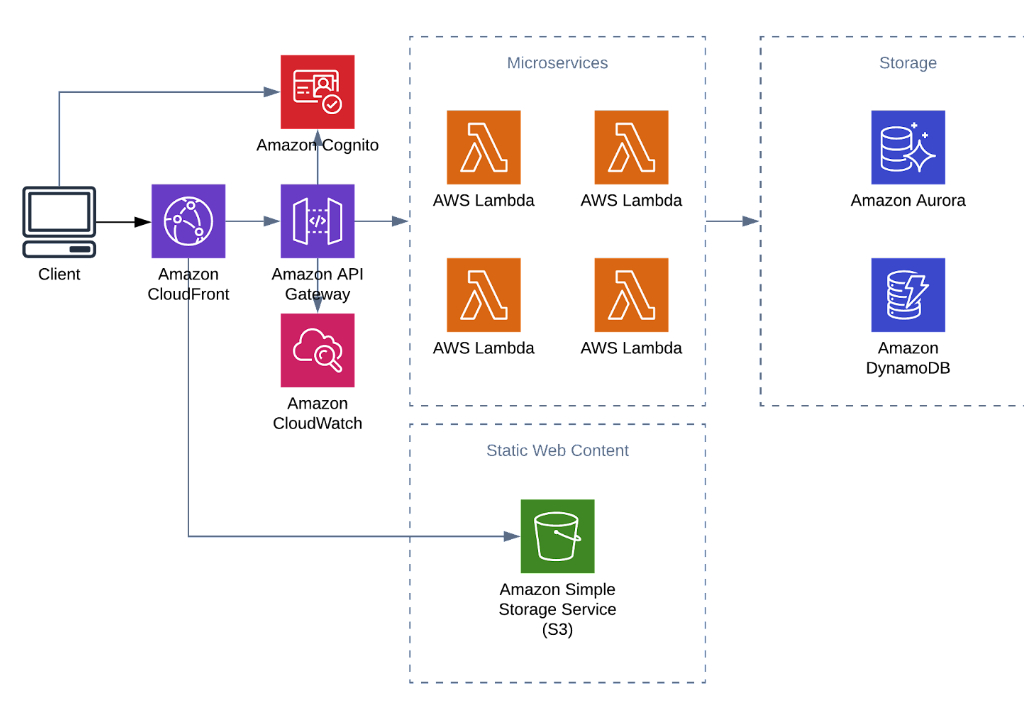 Microservices
Storage
Amazon Cognito
AWS Lambda
AWS Lambda
Amazon Aurora
Client
Amazon
CloudFront
Amazon API
Gateway
</>
AWS Lambda
AWS Lambda
Amazon
DynamoDB
Amazon
CloudWatch
Static Web Content
Amazon Simple
Storage Service
(S3)